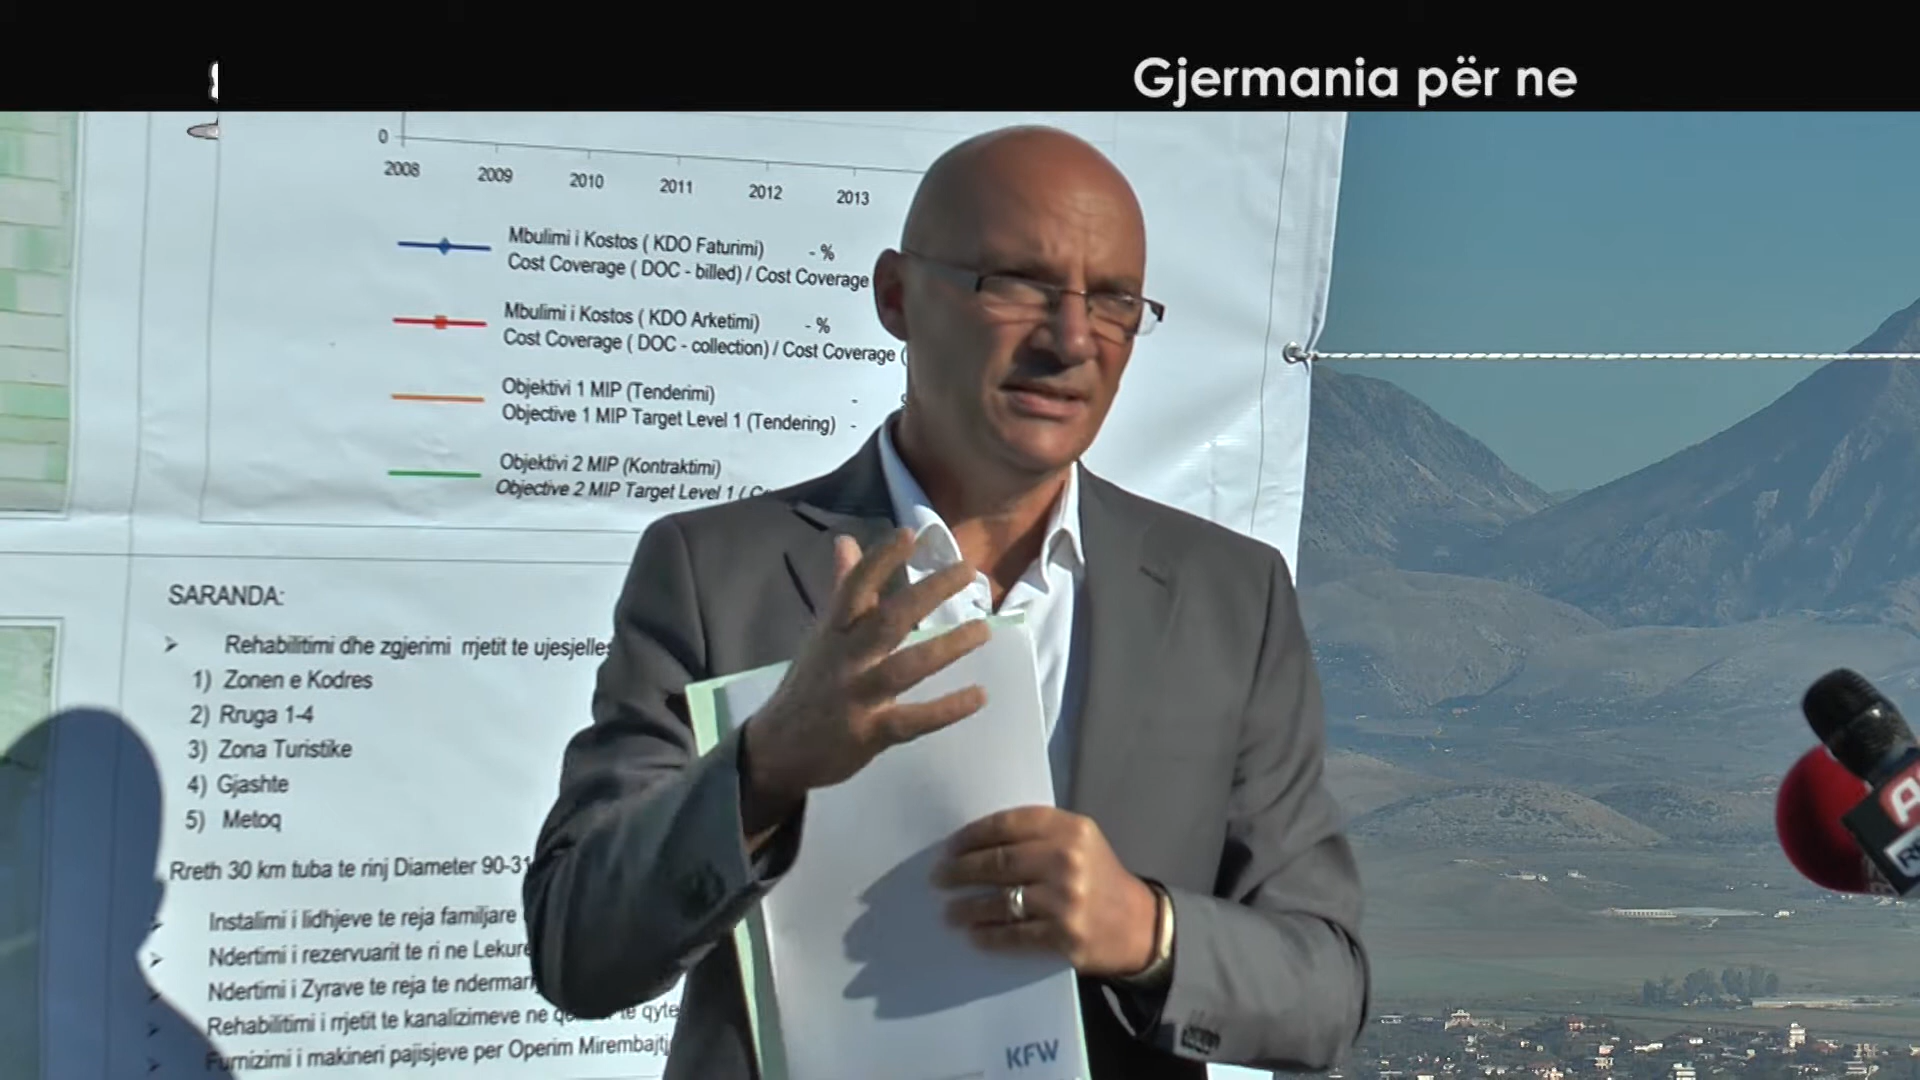 Gjermania për ne
0
2008 2009 2010 2011 2012 2013
Mbulimi i Kostos ( KDO Faturimi) - %
Cost Coverage ( DOC - billed) / Cost Coverage
Mbulimi i Kostos ( KDO Arketimi) - %
Cost Coverage ( DOC - collection) / Cost Coverage (
Objektivi 1 MIP (Tenderimi) -
Objective 1 MIP Target Level 1 (Tendering) -
Objektivi 2 MIP (Kontraktimi)
Objective 2 MIP Target Level 1 (
SARANDA:
Rehabilitimi dhe zgjerimi rrjetit te ujesjelles
1) Zonen e Kodres
2) Rruga 1-4
3) Zona Turistike
4) Gjashte
5) Metoq
Rreth 30 km tuba te rinj Diameter 90-31
Instalimi i lidhjeve te reja familjare
Ndertimi i rezervuarit te ri ne Lekure
Ndertimi i Zyrave te reja te ndermarr
Rehabilitimi i rrjetit te kanalizimeve ne te qyte
Furnizimi i makineri pajisjeve per Operim Mirembajtj
KFW